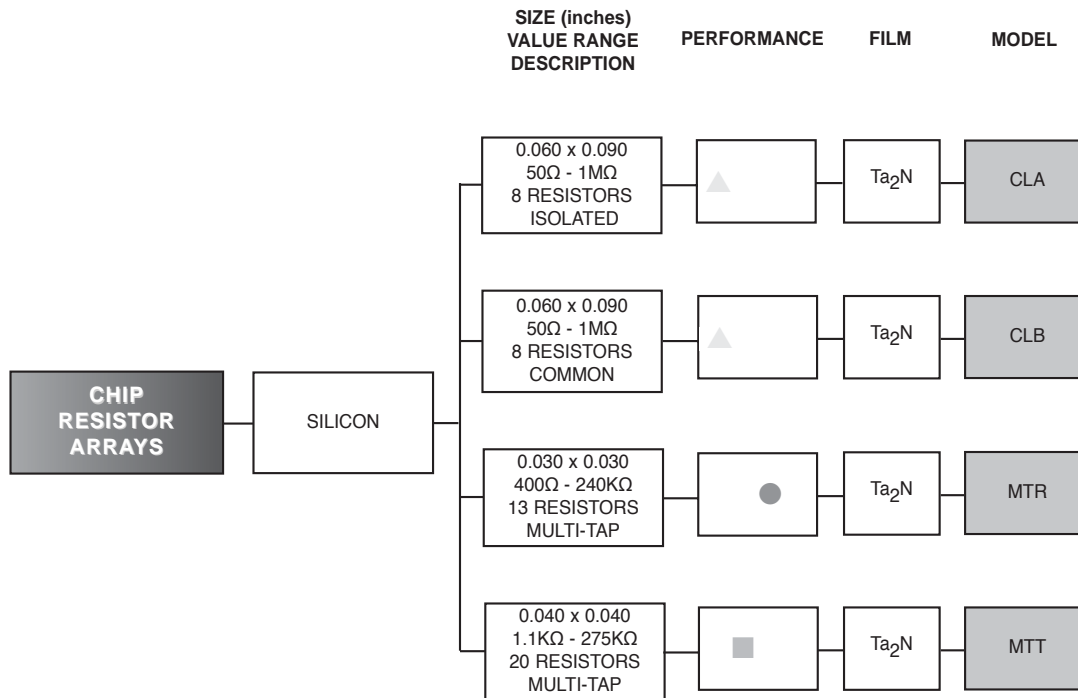 SIZE (inches)
VALUE RANGE
DESCRIPTION
PERFORMANCE
FILM
MODEL
0.060 x 0.090
50Ω - 1MΩ
8 RESISTORS
ISOLATED
Ta2N
CLA
0.060 x 0.090
50Ω - 1MΩ
8 RESISTORS
COMMON
Ta2N
CLB
CHIP
RESISTOR
ARRAYS
SILICON
0.030 x 0.030
400Ω - 240KΩ
13 RESISTORS
MULTI-TAP
Ta2N
MTR
0.040 x 0.040
1.1KΩ - 275KΩ
20 RESISTORS
MULTI-TAP
Ta2N
MTT